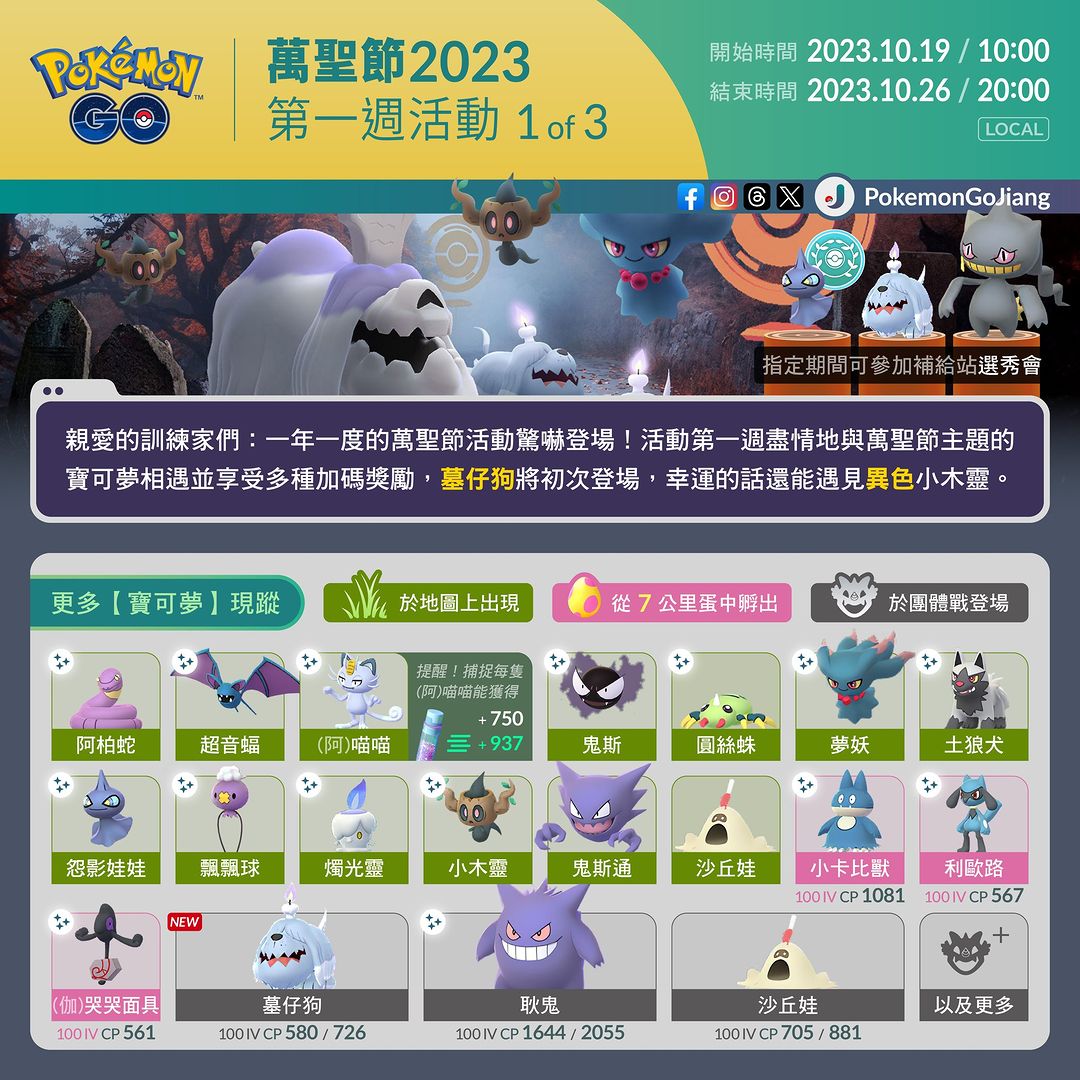 POKÉMON
GO
TM
萬聖節2023
第一週活動 1 of 3
開始時間 2023.10.19 / 10:00
結束時間 2023.10.26 / 20:00
LOCAL
PokemonGoJiang
指定期間可參加補給站選秀會
親愛的訓練家們：一年一度的萬聖節活動驚嚇登場！活動第一週盡情地與萬聖節主題的
寶可夢相遇並享受多種加碼獎勵，墓仔狗將初次登場，幸運的話還能遇見異色小木靈。
更多【寶可夢】現蹤
於地圖上出現
從 7 公里蛋中孵出
於團體戰登場
提醒！捕捉每隻
(阿)喵喵能獲得
+750
+937
阿柏蛇
超音蝠
(阿)喵喵
鬼斯
圓絲蛛
夢妖
土狼犬
怨影娃娃
飄飄球
燭光靈
小木靈
鬼斯通
沙丘娃
小卡比獸
利歐路
100 IV CP 1081
100 IV CP 567
NEW
(伽)哭哭面具
墓仔狗
耿鬼
沙丘娃
以及更多
100 IV CP 561
100 IV CP 580 / 726
100 IV CP 1644 / 2055
100 IV CP 705 / 881